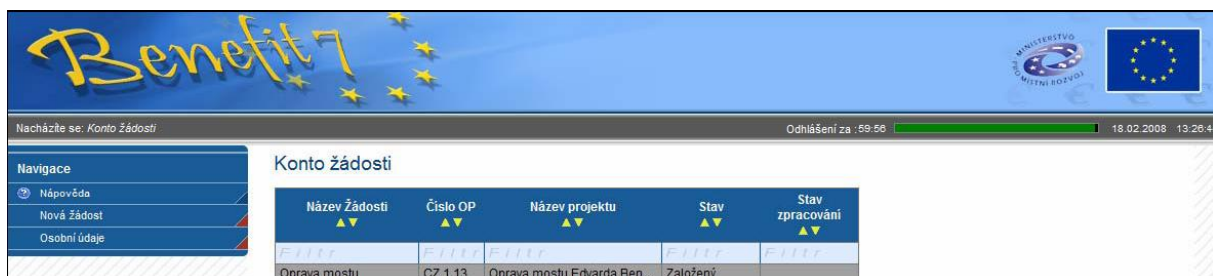 Benefit7
MINISTERSTVO
PRO MÍSTNÍ ROZVOJ
Nacházíte se: Konto žádosti
Odhlášení za : 59:56
18.02.2008 13:26:4
Navigace
Nápověda
Nová žádost
Osobní údaje
Konto žádosti
Název Žádosti Číslo OP Název projektu Stav Stav zpracování
Filtr Filtr Filtr Filtr Filtr
Oprava mostu CZ.1.13 Oprava mostu Edvarda Ben Založený